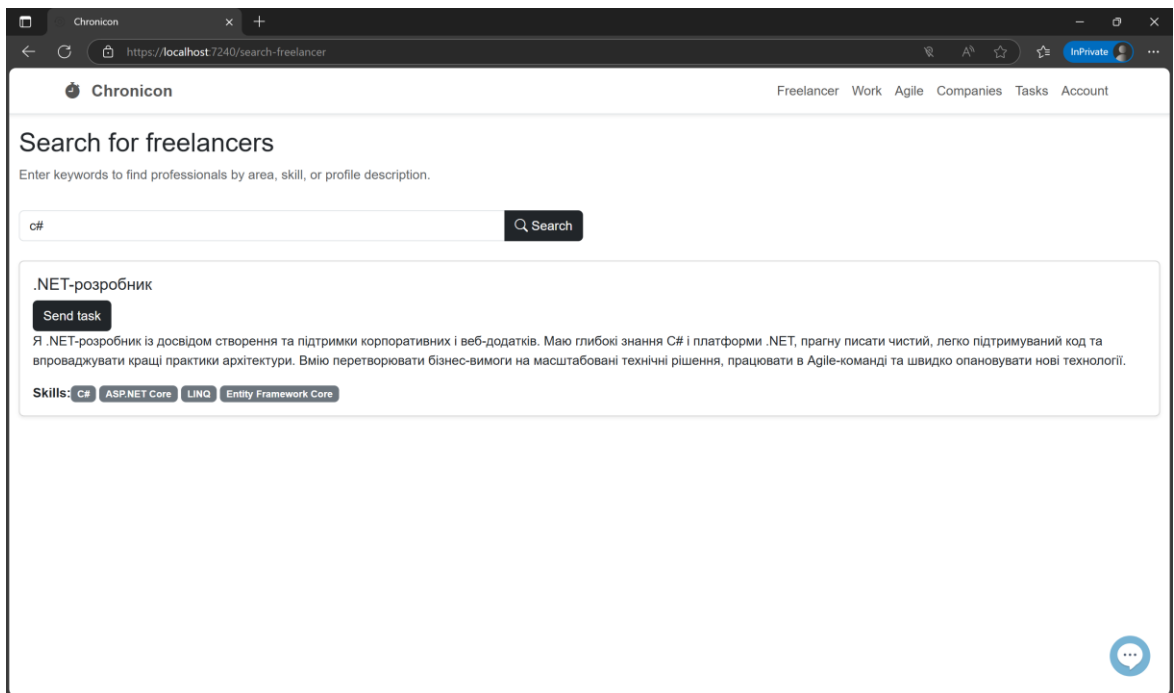 Chronicon
https://localhost:7240/search-freelancer
InPrivate
Chronicon
Freelancer Work Agile Companies Tasks Account
Search for freelancers
Enter keywords to find professionals by area, skill, or profile description.
c#
Search
.NET-розробник
Send task
Я .NET-розробник із досвідом створення та підтримки корпоративних і веб-додатків. Маю глибокі знання C# і платформи .NET, прагну писати чистий, легко підтримуваний код та
впроваджувати кращі практики архітектури. Вмію перетворювати бізнес-вимоги на масштабовані технічні рішення, працювати в Agile-команді та швидко опановувати нові технології.
Skills: C# ASP.NET Core LINQ Entity Framework Core